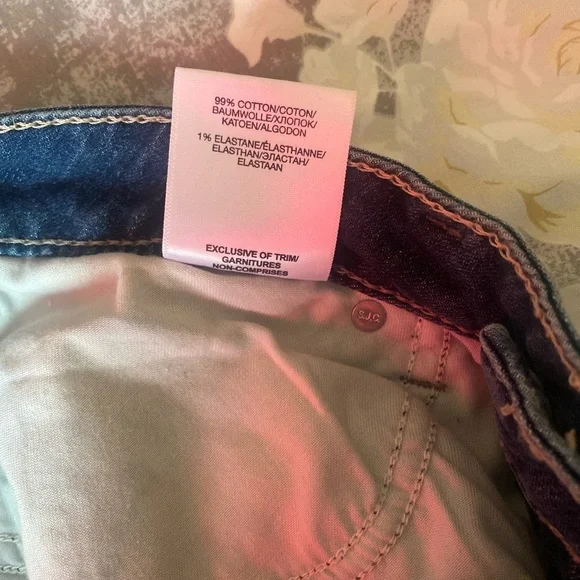 99% COTTON/COTON/
BAUMWOLLE/ХЛОПОК/
KATOEN/ALGODON
1% ELASTANE/ÉLASTHANNE/
ELASTHAN/ЭЛАСТАН/
ELASTAAN
EXCLUSIVE OF TRIM/
GARNITURES
NON-COMPRISES
S.J.C.